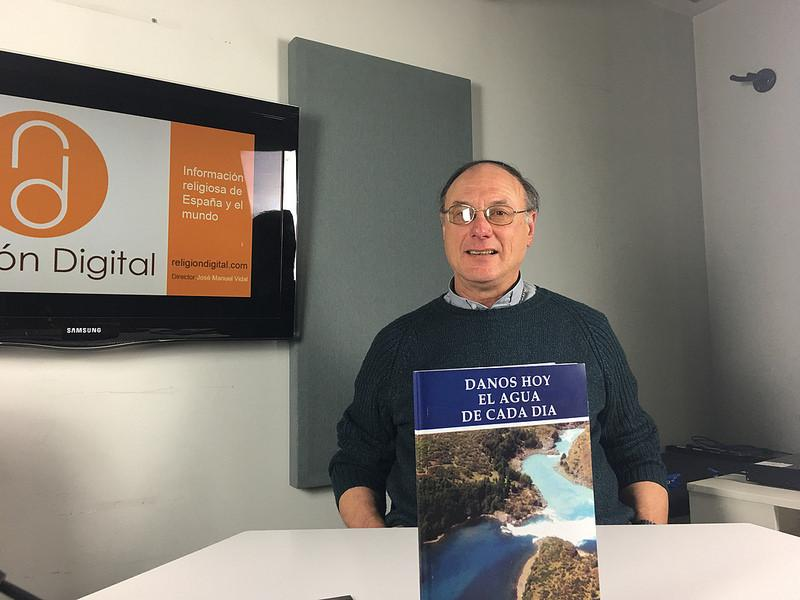 ón Digital
Información
religiosa de
España y el
mundo
religiondigital.com
Director: José Manuel Vidal
SAMSUNG
DANOS HOY
EL AGUA
DE CADA DIA